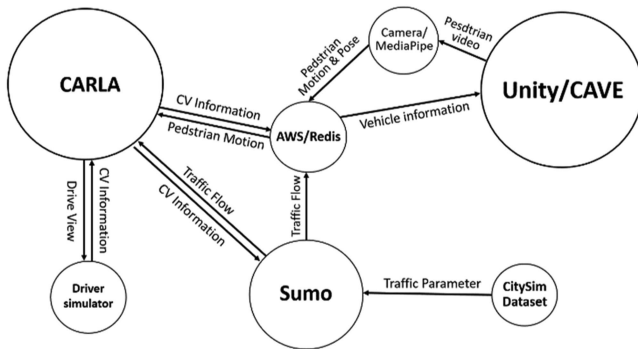 CARLA
Camera/
MediaPipe
Pesdtrian
video
Unity/CAVE
Pedstrian
Motion & Pose
CV Information
Pedstrian Motion
AWS/Redis
Vehicle information
Drive View
CV Information
Traffic Flow
CV Information
Traffic Flow
Driver
simulator
Sumo
Traffic Parameter
CitySim
Dataset